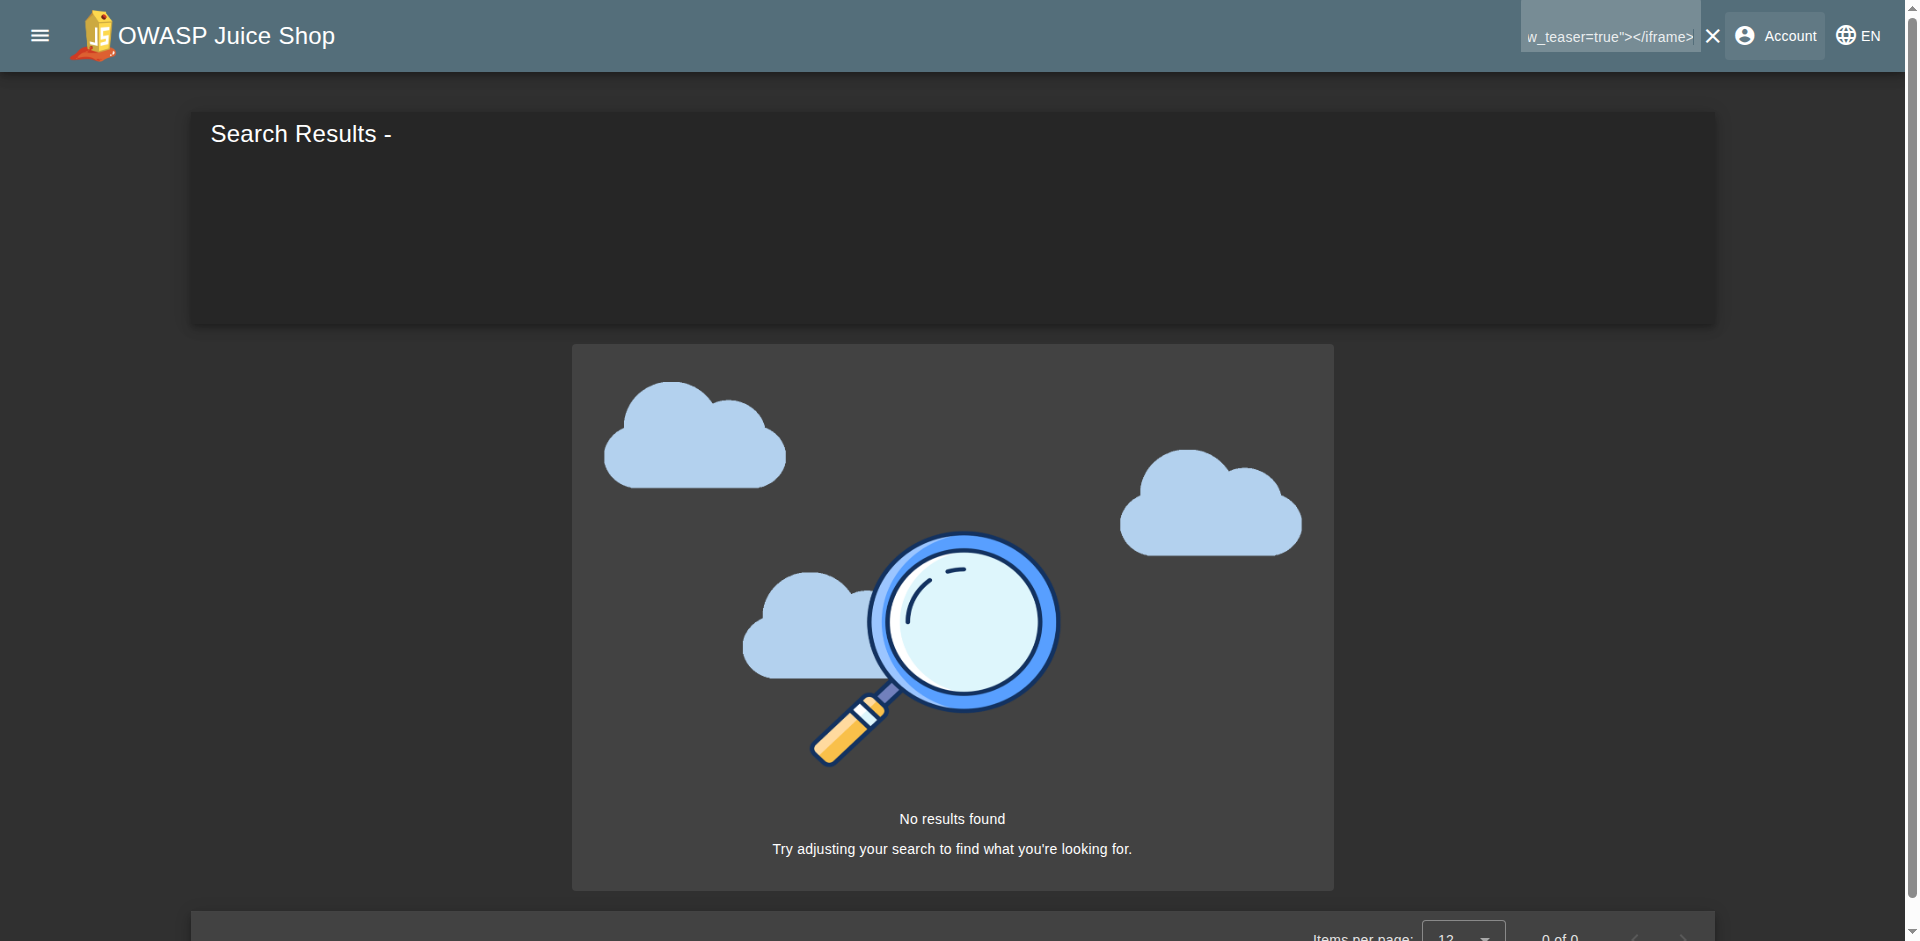 OWASP Juice Shop
w_teaser=true"></iframe>
Account
EN
Search Results -
No results found
Try adjusting your search to find what you're looking for.
Items per page:
12
0 of 0